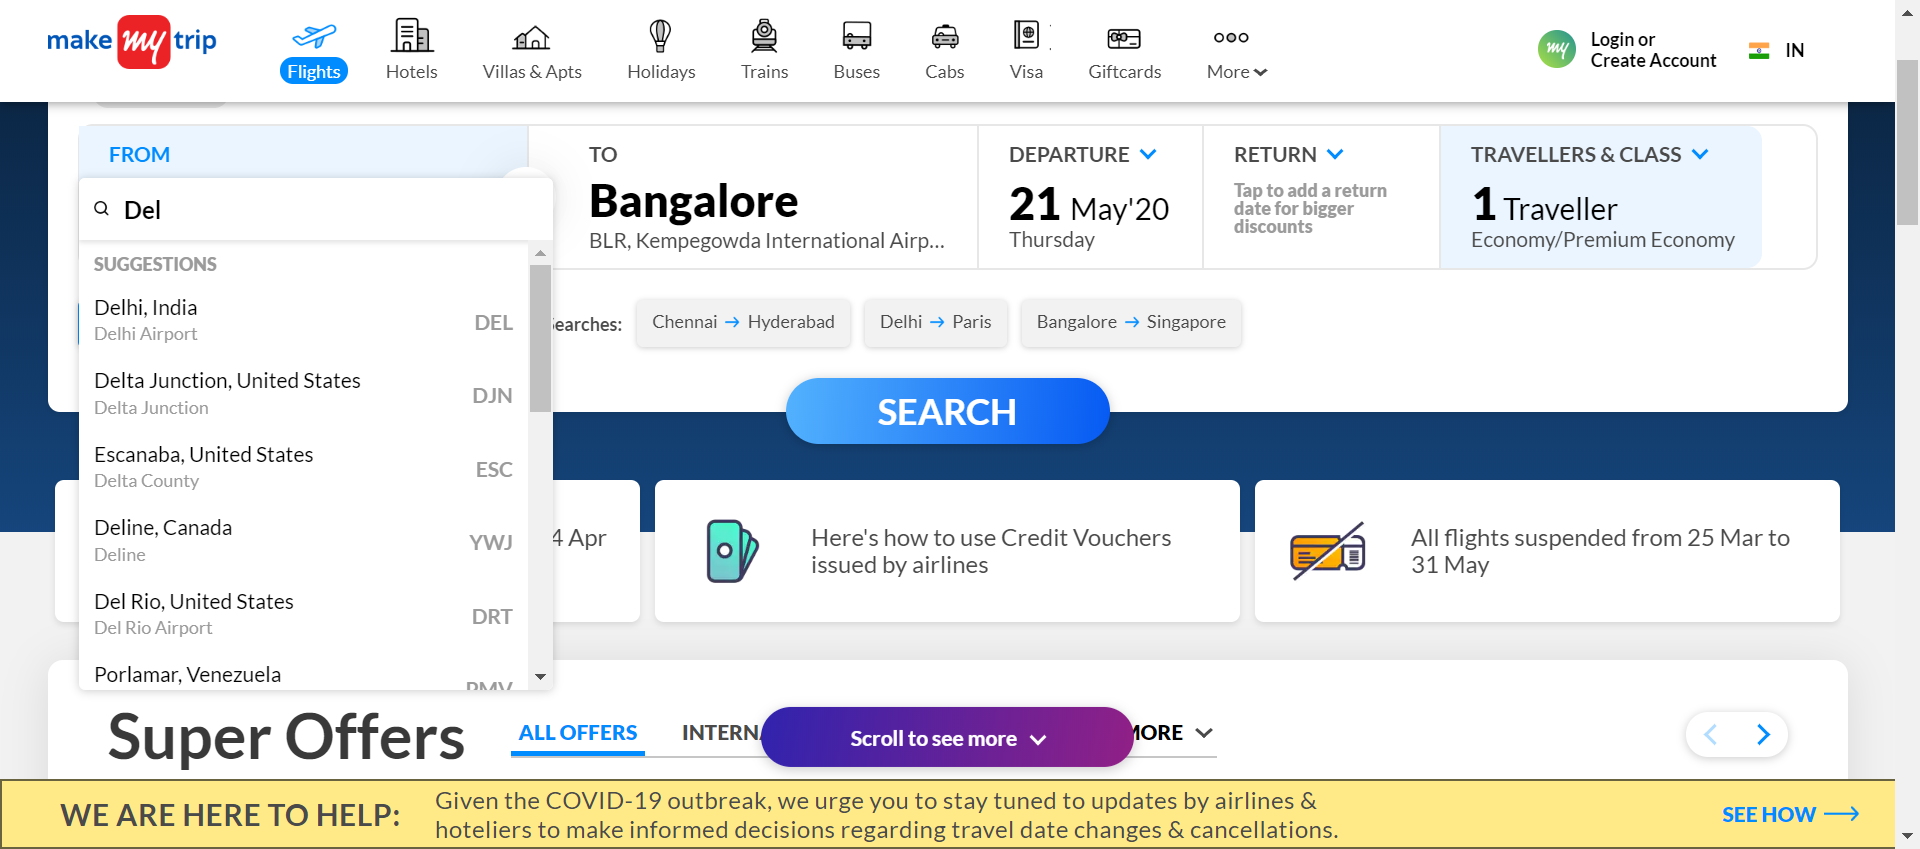 make my trip
Flights
Hotels
Villas & Apts
Holidays
Trains
Buses
Cabs
Visa
Giftcards
More
my
Login or
Create Account
IN
FROM
Del
SUGGESTIONS
Delhi, India
Delhi Airport
DEL
Delta Junction, United States
Delta Junction
DJN
Escanaba, United States
Delta County
ESC
Deline, Canada
Deline
YWJ
Del Rio, United States
Del Rio Airport
DRT
Porlamar, Venezuela
PMV
TO
Bangalore
BLR, Kempegowda International Airp...
DEPARTURE
21 May'20
Thursday
RETURN
Tap to add a return
date for bigger
discounts
TRAVELLERS & CLASS
1 Traveller
Economy/Premium Economy
Searches:
Chennai → Hyderabad
Delhi → Paris
Bangalore → Singapore
SEARCH
4 Apr
Here's how to use Credit Vouchers
issued by airlines
All flights suspended from 25 Mar to
31 May
Super Offers
ALL OFFERS
INTERNA
MORE
Scroll to see more
WE ARE HERE TO HELP:
Given the COVID-19 outbreak, we urge you to stay tuned to updates by airlines &
hoteliers to make informed decisions regarding travel date changes & cancellations.
SEE HOW